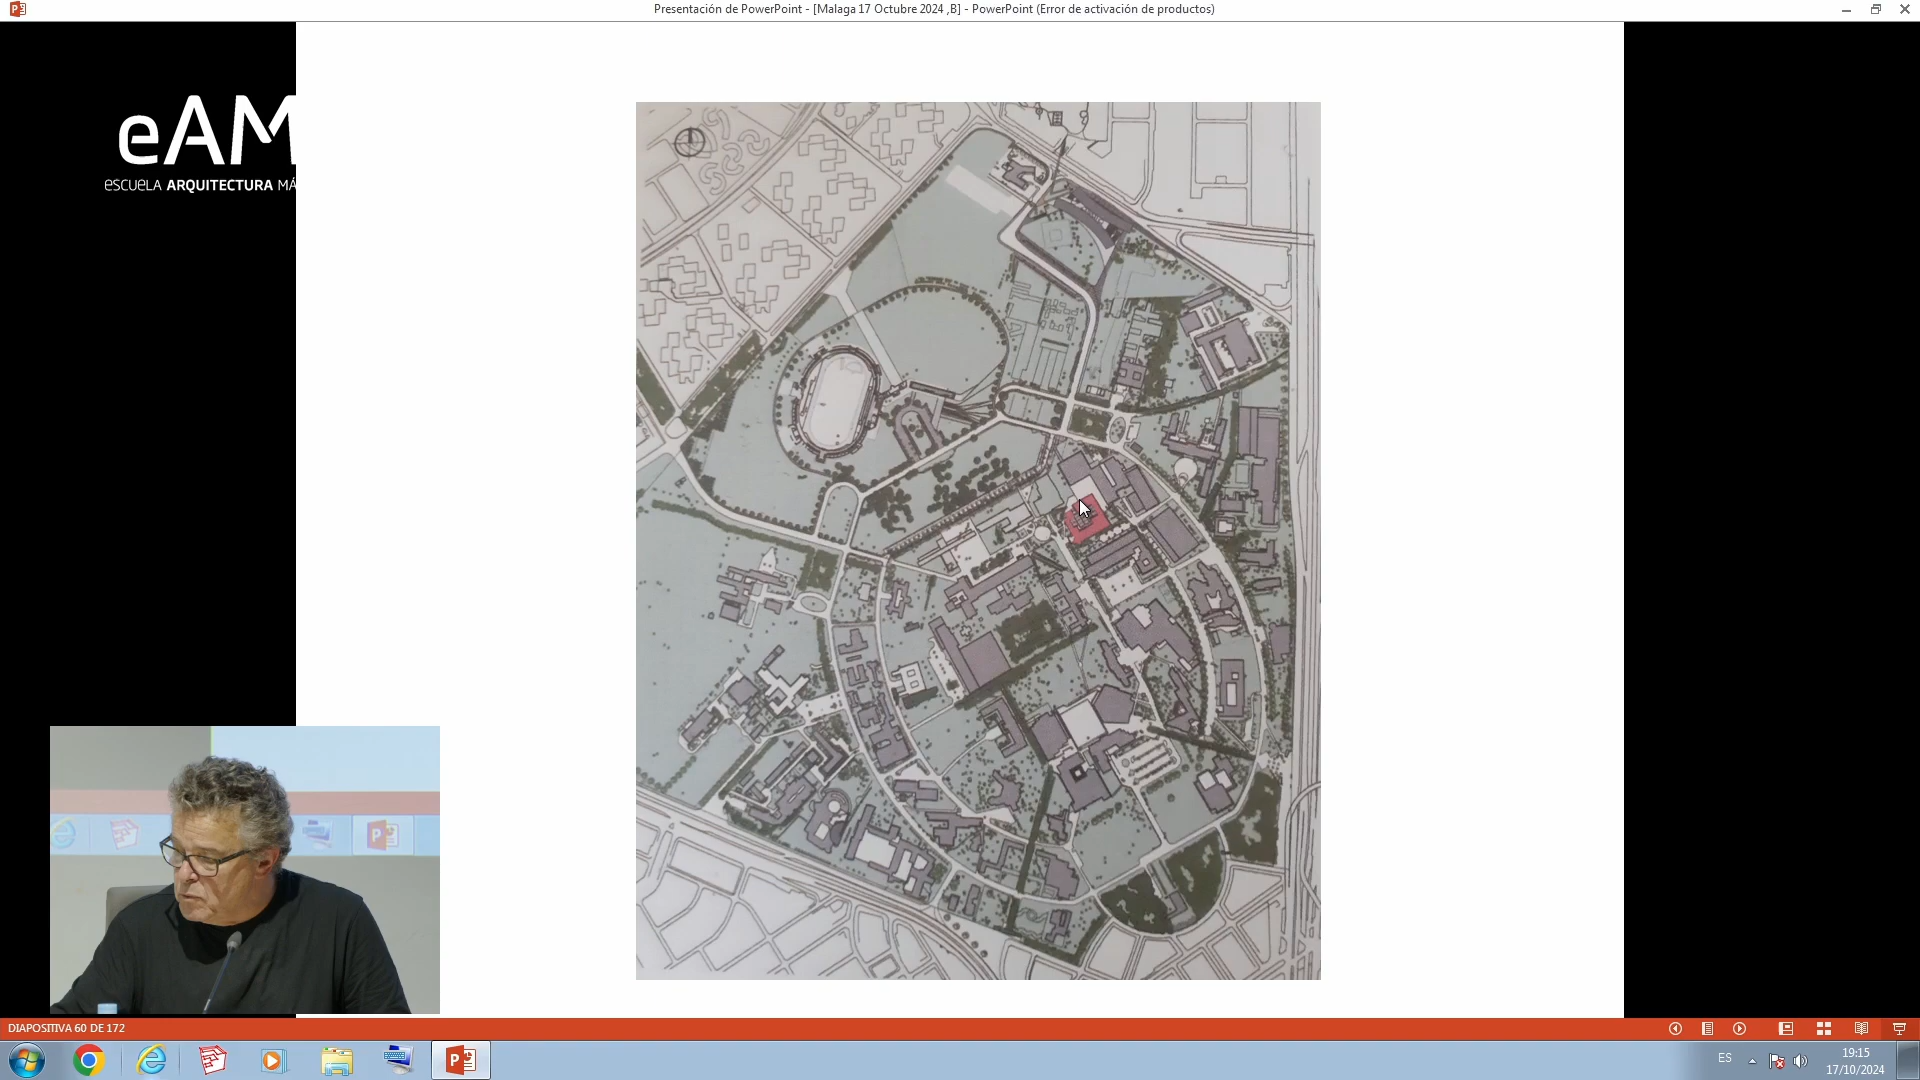 Presentación de PowerPoint - [Malaga 17 Octubre 2024 ,B] - PowerPoint (Error de activación de productos)
eAM
ESCUELA ARQUITECTURA MÁ
DIAPOSITIVA 60 DE 172
ES
19:15
17/10/2024